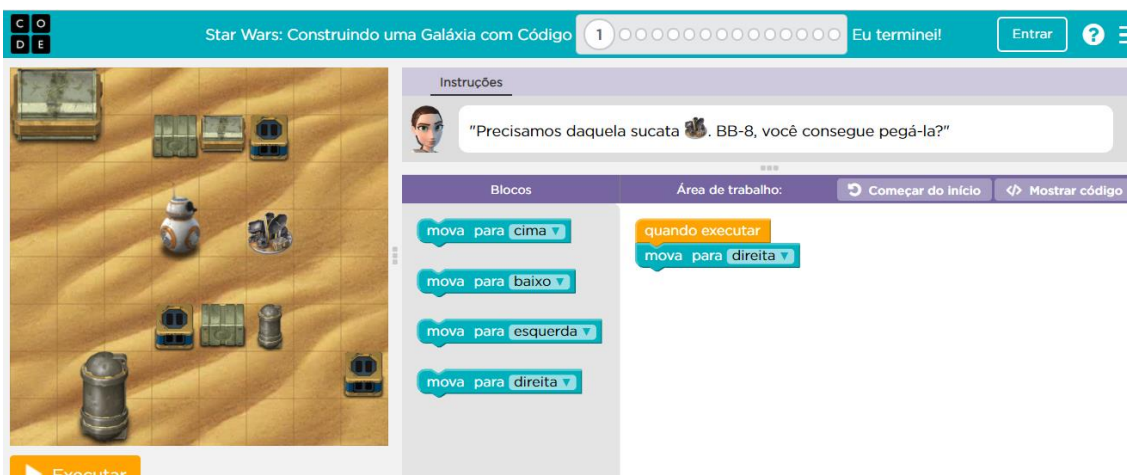 C O
D E
Star Wars: Construindo uma Galáxia com Código
1
Eu terminei!
Entrar
?
Instruções
"Precisamos daquela sucata. BB-8, você consegue pegá-la?"
Blocos
Área de trabalho:
Começar do início
</> Mostrar código
mova para cima
quando executar
mova para direita
mova para baixo
mova para esquerda
mova para direita
Executar